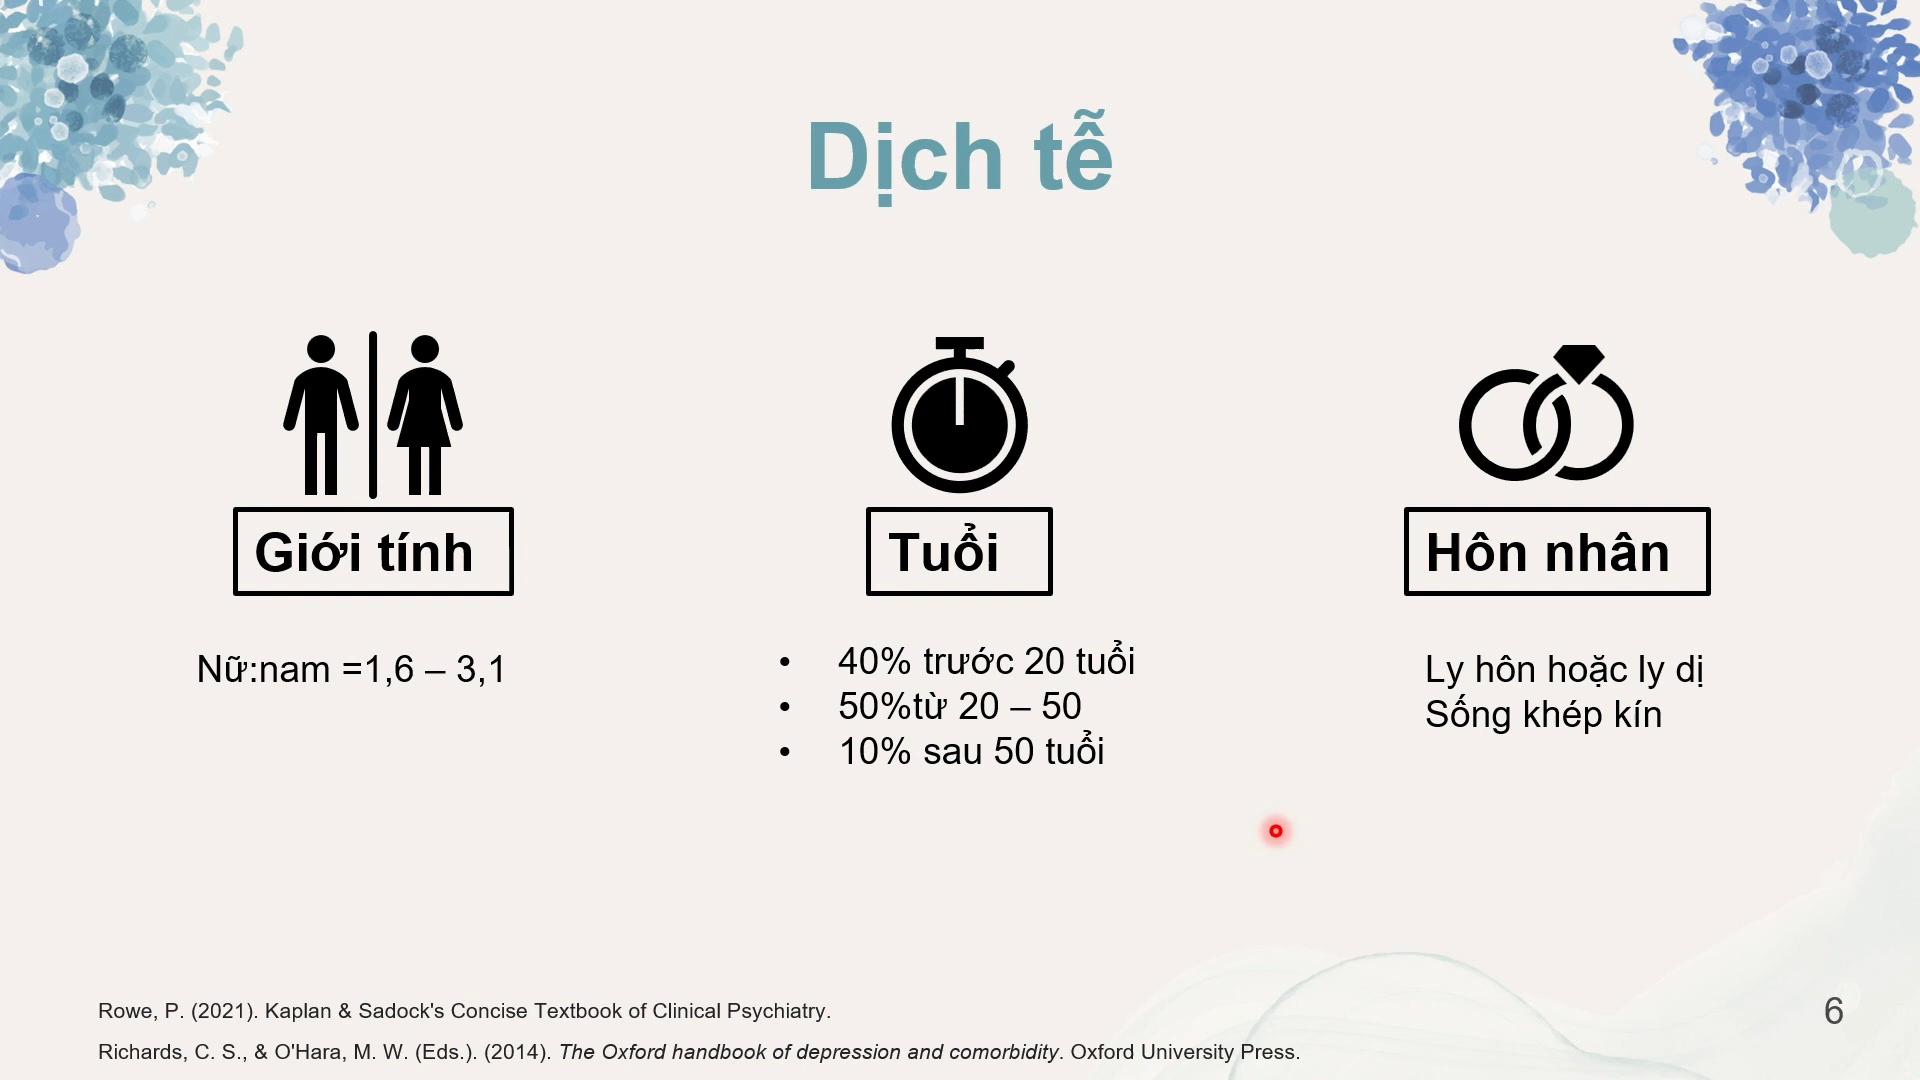 Dịch tễ
Giới tính
Nữ:nam =1,6 – 3,1
Tuổi
• 40% trước 20 tuổi
• 50%từ 20 – 50
• 10% sau 50 tuổi
Hôn nhân
Ly hôn hoặc ly dị
Sống khép kín
Rowe, P. (2021). Kaplan & Sadock's Concise Textbook of Clinical Psychiatry.
Richards, C. S., & O'Hara, M. W. (Eds.). (2014). The Oxford handbook of depression and comorbidity. Oxford University Press.
6